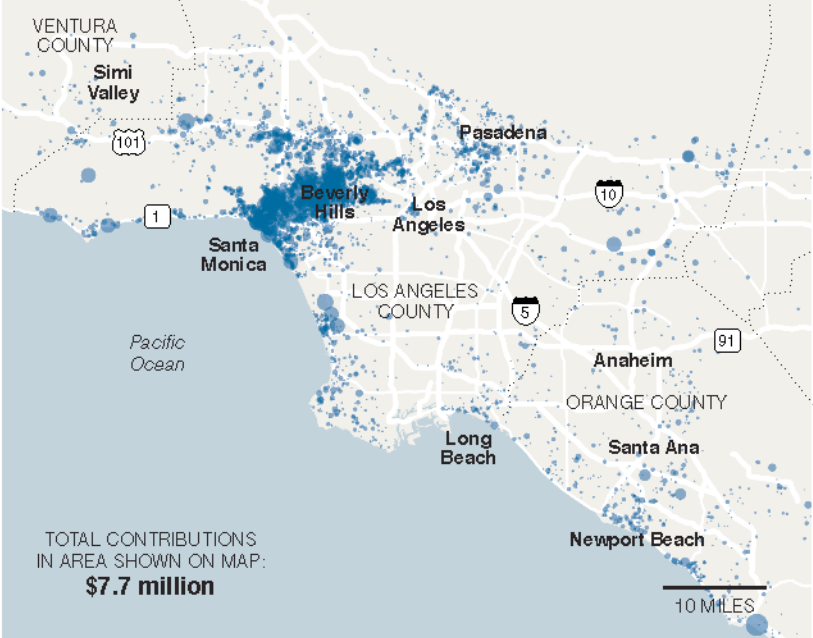 VENTURA
COUNTY
Simi
Valley
101
Pasadena
10
Beverly
Hills
Los
Angeles
1
Santa
Monica
LOS ANGELES
COUNTY
5
Pacific
Ocean
91
Anaheim
ORANGE COUNTY
Long
Beach
Santa Ana
Newport Beach
TOTAL CONTRIBUTIONS
IN AREA SHOWN ON MAP:
$7.7 million
10 MILES